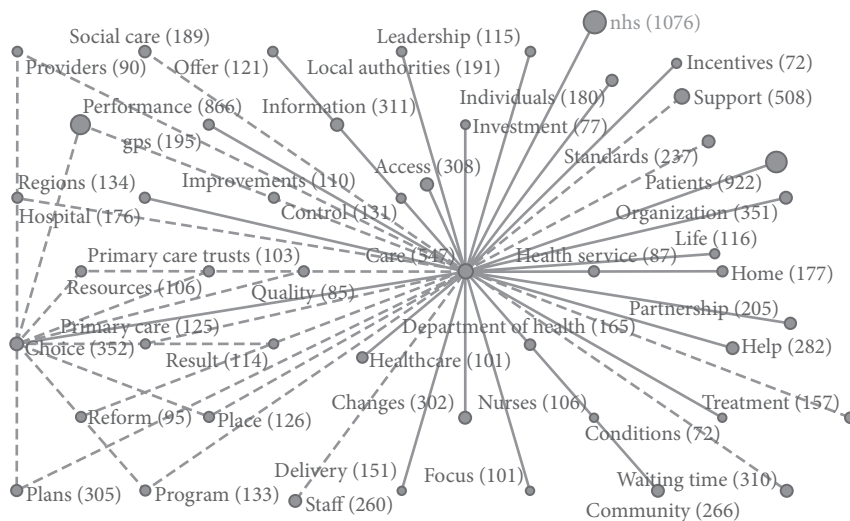 nhs (1076)
Social care (189)
Leadership (115)
Providers (90)
Offer (121)
Local authorities (191)
Incentives (72)
Performance (866)
Information (311)
Individuals (180)
Support (508)
gps (195)
Investment (77)
Access (308)
Standards (237)
Regions (134)
Improvements (110)
Patients (922)
Hospital (176)
Control (131)
Organization (351)
Primary care trusts (103)
Care (547)
Health service (87)
Life (116)
Resources (106)
Quality (85)
Home (177)
Primary care (125)
Department of health (165)
Partnership (205)
Choice (352)
Result (114)
Healthcare (101)
Help (282)
Reform (95)
Place (126)
Changes (302)
Nurses (106)
Treatment (157)
Conditions (72)
Delivery (151)
Focus (101)
Waiting time (310)
Plans (305)
Program (133)
Staff (260)
Community (266)